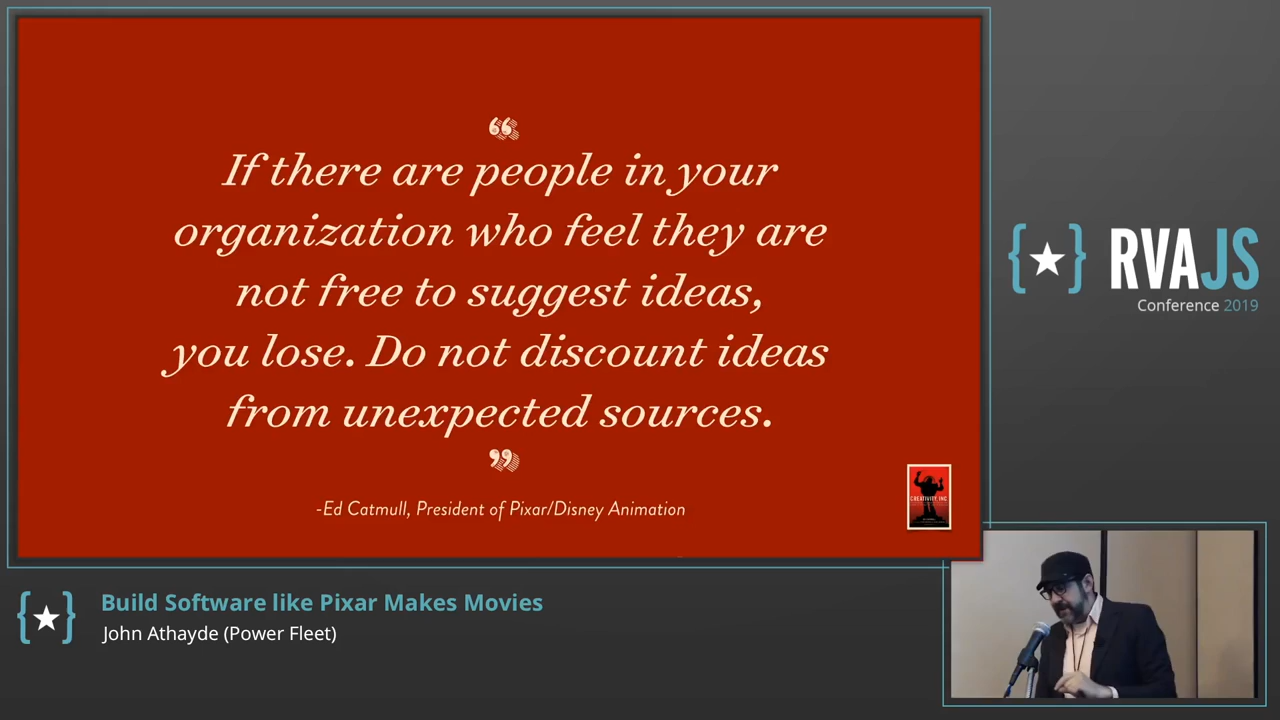 “
If there are people in your
organization who feel they are
not free to suggest ideas,
you lose. Do not discount ideas
from unexpected sources.
”
-Ed Catmull, President of Pixar/Disney Animation
CREATIVITY, INC.
{★} RVAJS
Conference 2019
{★} Build Software like Pixar Makes Movies
John Athayde (Power Fleet)